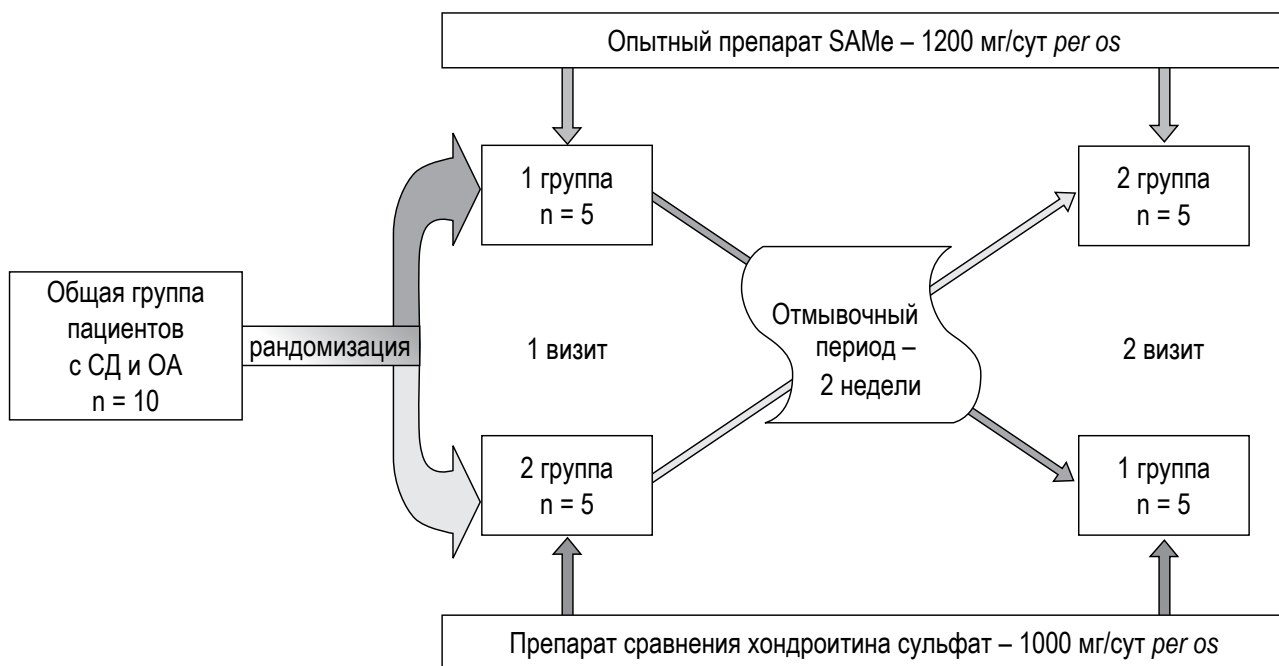 Опытный препарат SAMe – 1200 мг/сут per os
1 группа
n = 5
2 группа
n = 5
Общая группа
пациентов
с СД и ОА
n = 10
рандомизация
1 визит
Отмывочный
период –
2 недели
2 визит
2 группа
n = 5
1 группа
n = 5
Препарат сравнения хондроитина сульфат – 1000 мг/сут per os